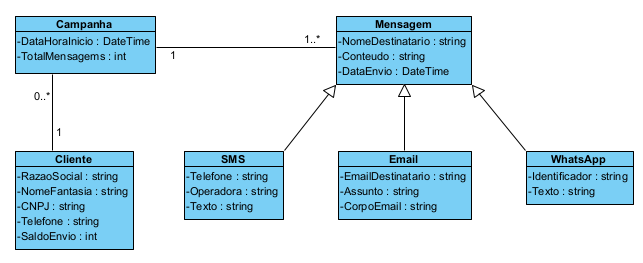 Campanha
-DataHoraInicio : DateTime
-TotalMensagems : int
1
1..*
Mensagem
-NomeDestinatario : string
-Conteudo : string
-DataEnvio : DateTime
0..*
1
Cliente
-RazaoSocial : string
-NomeFantasia : string
-CNPJ : string
-Telefone : string
-SaldoEnvio : int
SMS
-Telefone : string
-Operadora : string
-Texto : string
Email
-EmailDestinatario : string
-Assunto : string
-CorpoEmail : string
WhatsApp
-Identificador : string
-Texto : string